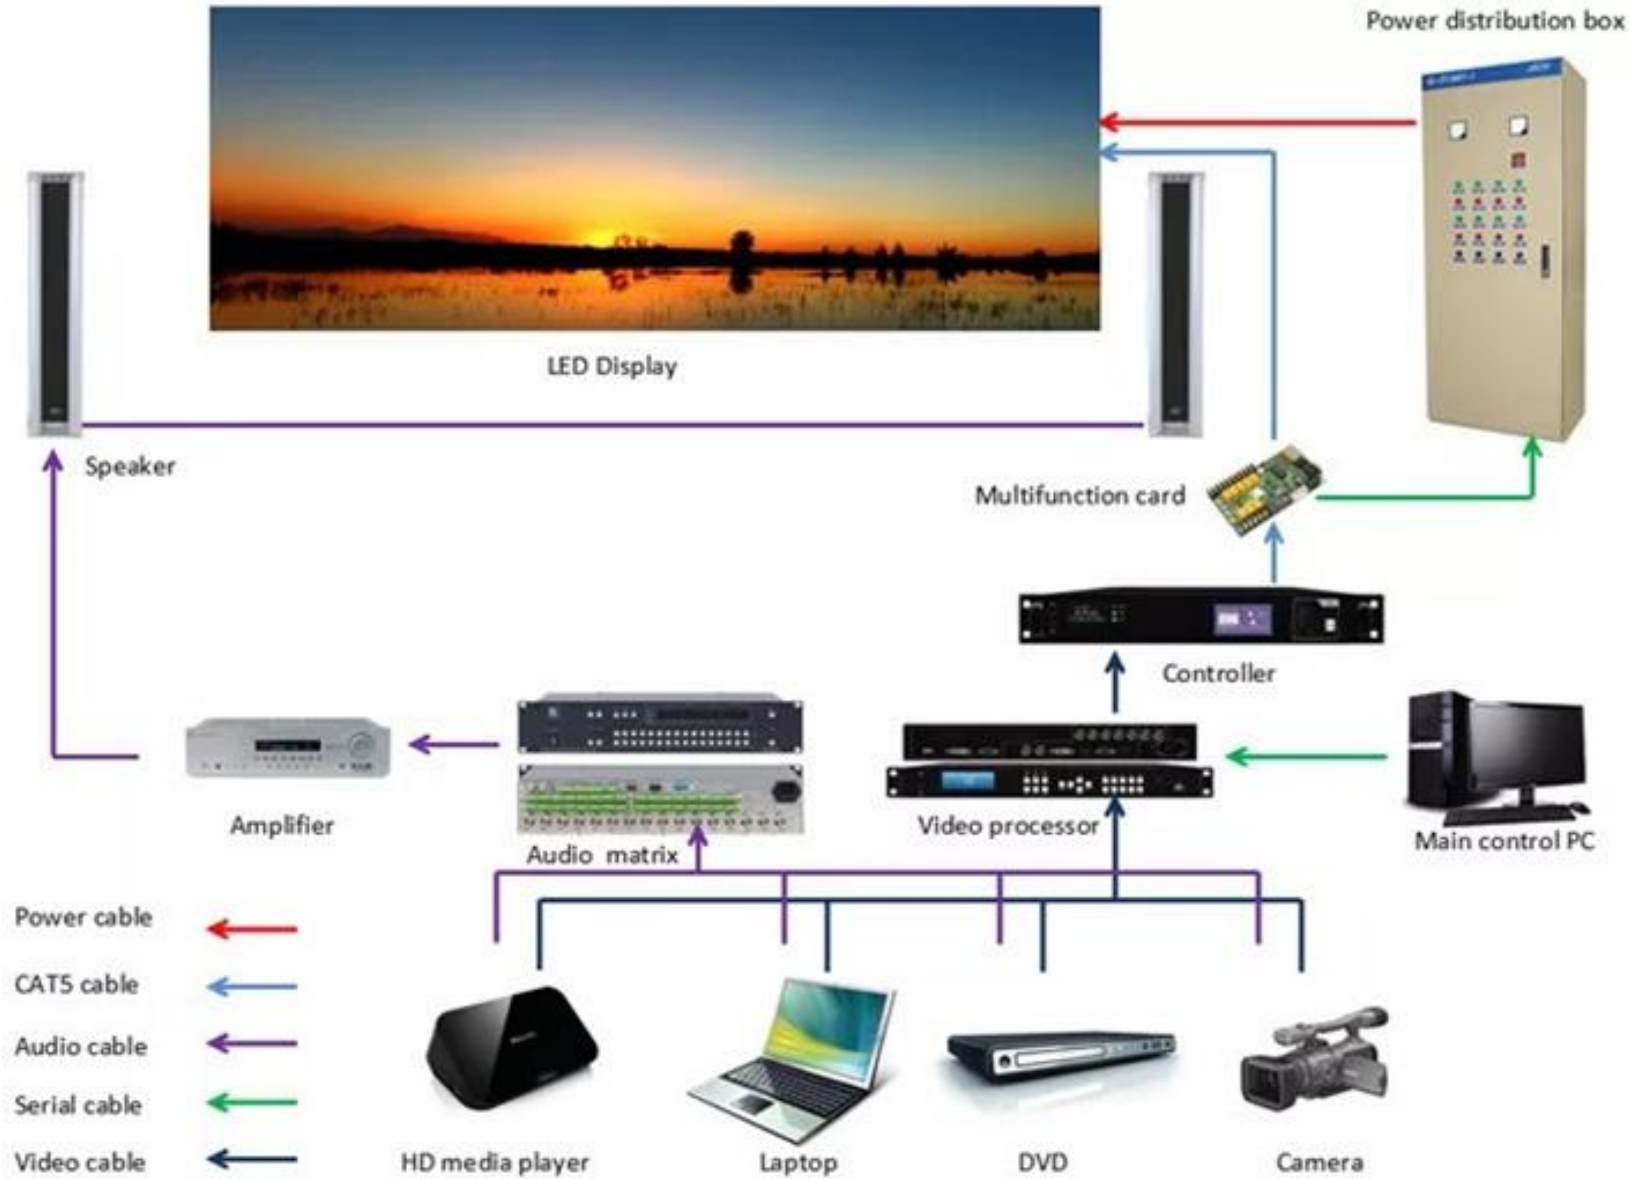 Power distribution box
LED Display
Speaker
Multifunction card
Controller
Amplifier
Audio matrix
Video processor
Main control PC
Power cable
CAT5 cable
Audio cable
Serial cable
Video cable
HD media player
Laptop
DVD
Camera